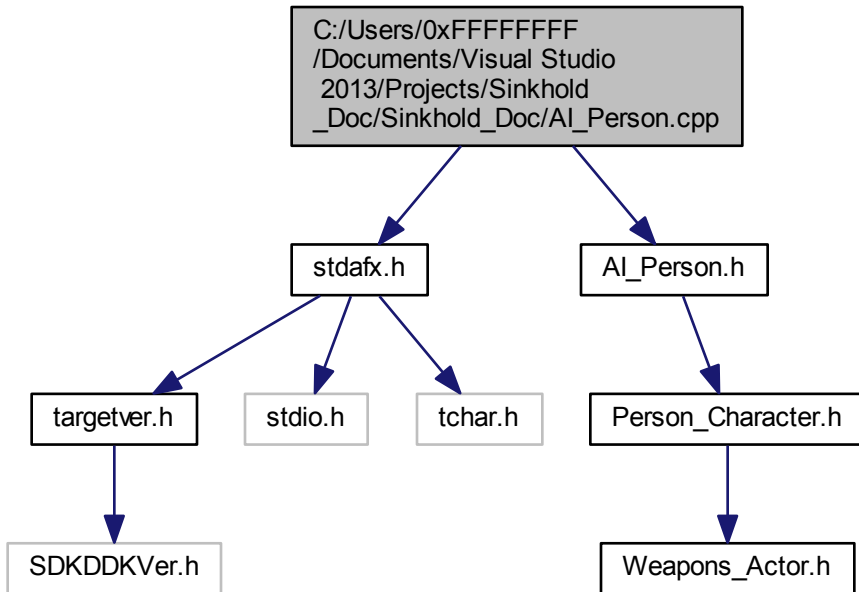 C:/Users/0xFFFFFFFF
/Documents/Visual Studio
2013/Projects/Sinkhold
_Doc/Sinkhold_Doc/AI_Person.cpp
stdafx.h
AI_Person.h
targetver.h
stdio.h
tchar.h
Person_Character.h
SDKDDKVer.h
Weapons_Actor.h